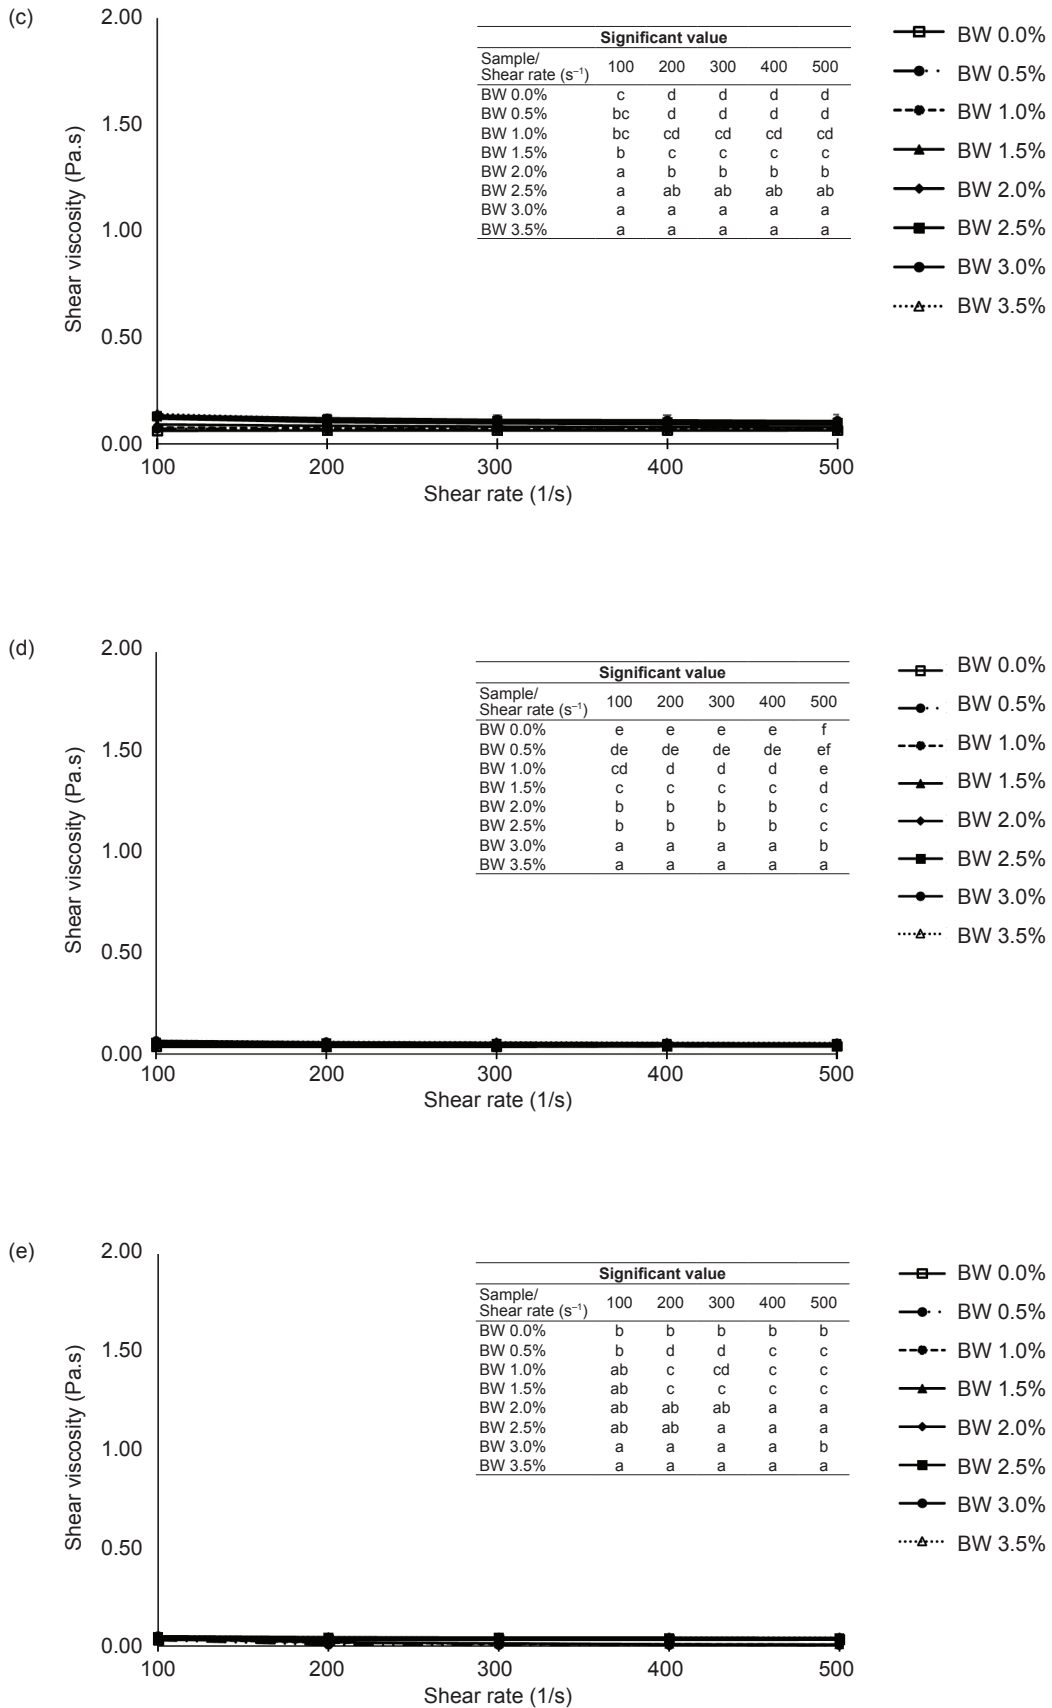 (c)
2.00
1.50
1.00
0.50
0.00
Shear viscosity (Pa.s)
100 200 300 400 500
Shear rate (1/s)
Significant value
Sample/
Shear rate (s⁻¹) 100 200 300 400 500
BW 0.0% c d d d d
BW 0.5% bc d d d d
BW 1.0% bc cd cd cd cd
BW 1.5% b c c c c
BW 2.0% a b b b b
BW 2.5% a ab ab ab ab
BW 3.0% a a a a a
BW 3.5% a a a a a
BW 0.0%
BW 0.5%
BW 1.0%
BW 1.5%
BW 2.0%
BW 2.5%
BW 3.0%
BW 3.5%
(d)
2.00
1.50
1.00
0.50
0.00
Shear viscosity (Pa.s)
100 200 300 400 500
Shear rate (1/s)
Significant value
Sample/
Shear rate (s⁻¹) 100 200 300 400 500
BW 0.0% e e e e f
BW 0.5% de de de de ef
BW 1.0% cd d d d e
BW 1.5% c c c c d
BW 2.0% b b b b c
BW 2.5% b b b b c
BW 3.0% a a a a b
BW 3.5% a a a a a
BW 0.0%
BW 0.5%
BW 1.0%
BW 1.5%
BW 2.0%
BW 2.5%
BW 3.0%
BW 3.5%
(e)
2.00
1.50
1.00
0.50
0.00
Shear viscosity (Pa.s)
100 200 300 400 500
Shear rate (1/s)
Significant value
Sample/
Shear rate (s⁻¹) 100 200 300 400 500
BW 0.0% b b b b b
BW 0.5% b d d c c
BW 1.0% ab c cd c c
BW 1.5% ab c c c c
BW 2.0% ab ab ab a a
BW 2.5% ab ab a a a
BW 3.0% a a a a b
BW 3.5% a a a a a
BW 0.0%
BW 0.5%
BW 1.0%
BW 1.5%
BW 2.0%
BW 2.5%
BW 3.0%
BW 3.5%